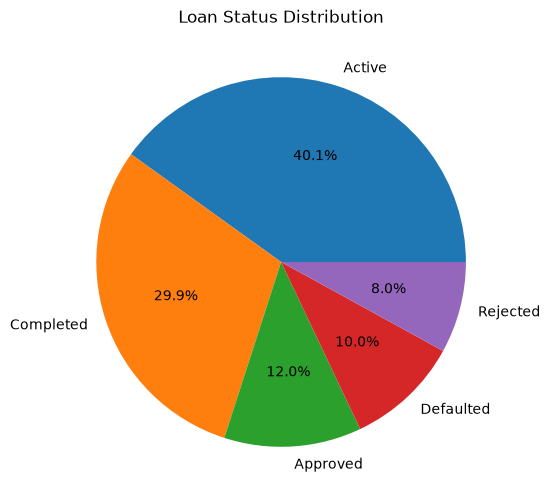 Loan Status Distribution
Active
40.1%
29.9%
8.0%
Rejected
Completed
10.0%
12.0%
Defaulted
Approved